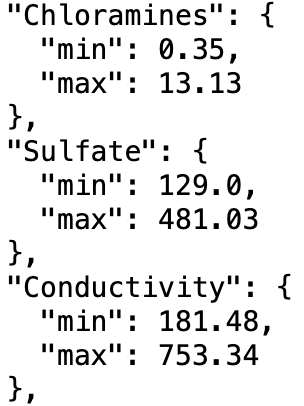 "Chloramines": {
  "min": 0.35,
  "max": 13.13
},
"Sulfate": {
  "min": 129.0,
  "max": 481.03
},
"Conductivity": {
  "min": 181.48,
  "max": 753.34
},